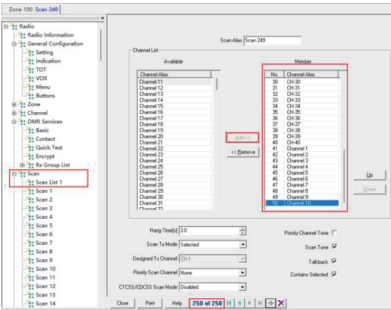 Zone 100 Scan 249
Radio
Radio Information
General Configuration
Setting
Indication
TOT
VOX
Menu
Buttons
Zone
Channel
DMR Services
Basic
Contact
Quick Text
Encrypt
Rx Group List
Scan
Scan List 1
Scan 1
Scan 2
Scan 3
Scan 4
Scan 5
Scan 6
Scan 7
Scan 8
Scan 9
Scan 10
Scan 11
Scan 12
Scan 13
Scan 14
Scan Alias Scan 249
Channel List
Available
Channel Alias
Channel 11
Channel 12
Channel 13
Channel 14
Channel 15
Channel 16
Channel 17
Channel 18
Channel 19
Channel 20
Channel 21
Channel 22
Channel 23
Channel 24
Channel 25
Channel 26
Channel 27
Channel 28
Channel 29
Channel 30
Channel 31
Channel 32
Add >>
<< Remove
Member
No. Channel Alias
30 CH-30
31 CH-31
32 CH-32
33 CH-33
34 CH-34
35 CH-35
36 CH-36
37 CH-37
38 CH-38
39 CH-39
40 CH-40
41 Channel 1
42 Channel 2
43 Channel 3
44 Channel 4
45 Channel 5
46 Channel 6
47 Channel 7
48 Channel 8
49 Channel 9
50 Channel 10
Up
Down
Hang Time[s] 3.0
Scan Tx Mode Selected
Designed Tx Channel CH-1
Priority Scan Channel None
CTCSS/CDCSS Scan Mode Disabled
Priority Channel Tone
Scan Tone
Talkback
Contains Selected
Close Print Help 250 of 250